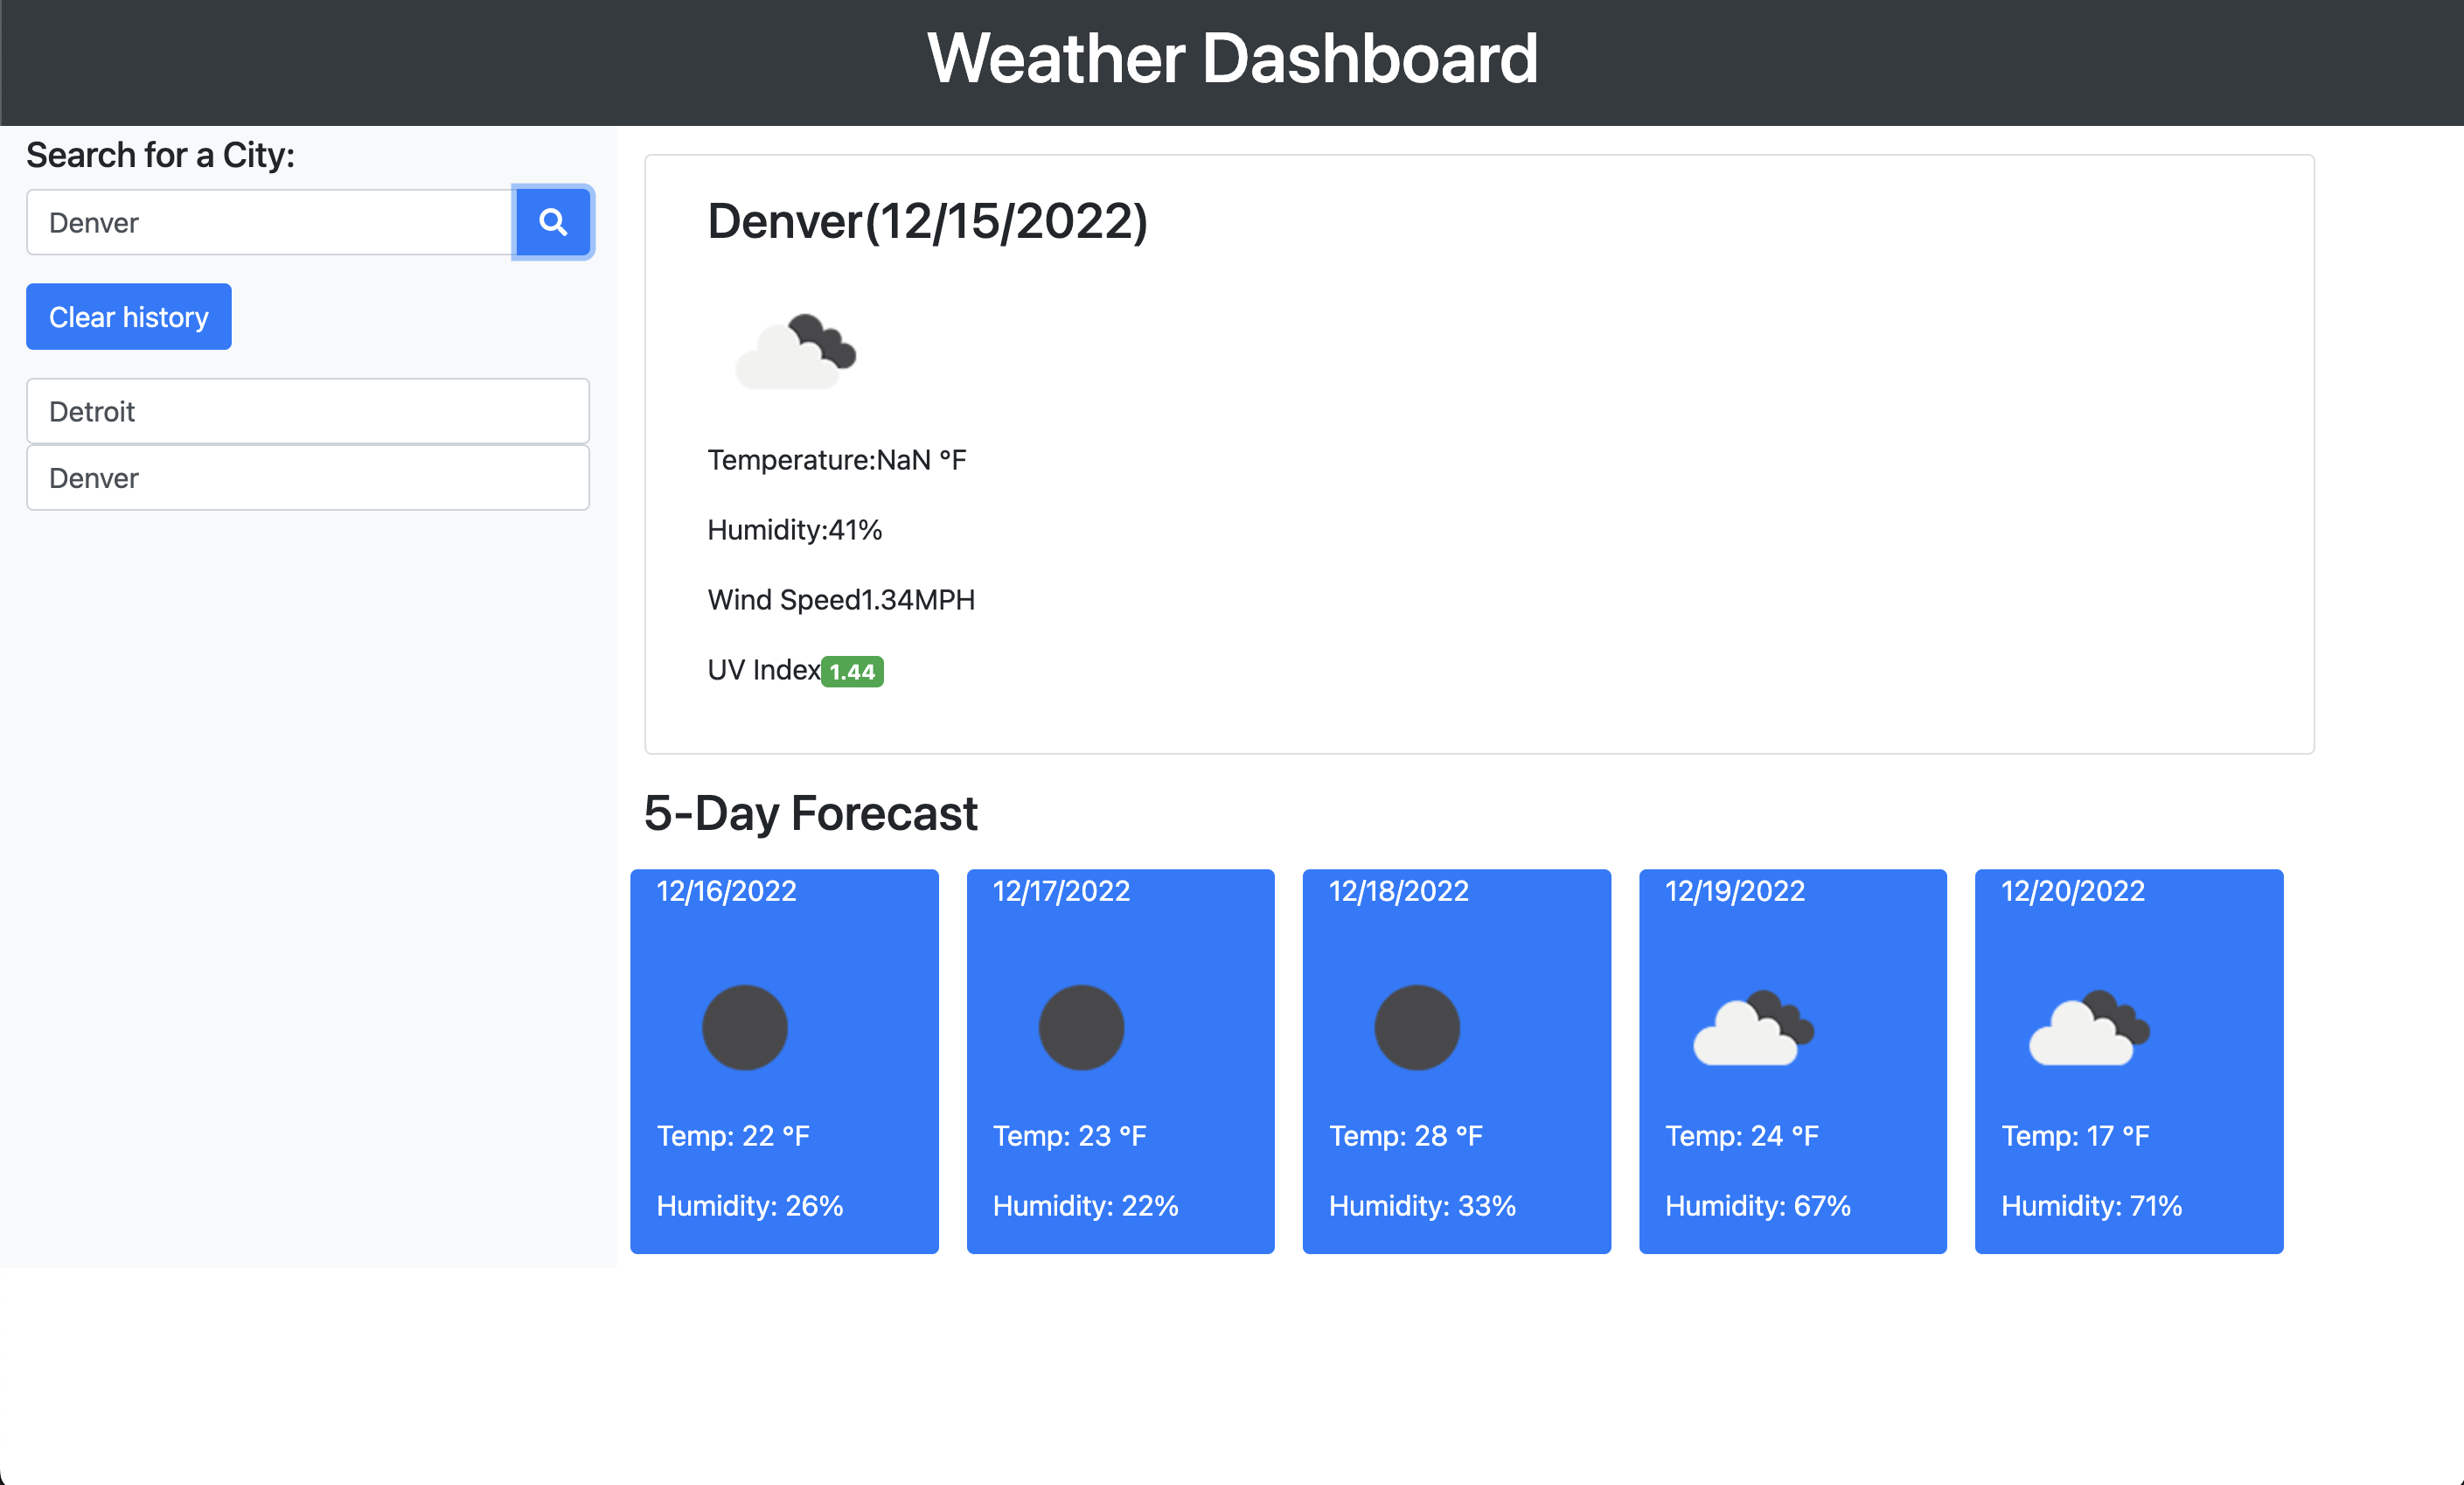 Weather Dashboard
Search for a City:
Denver
Clear history
Detroit
Denver
Denver(12/15/2022)
Temperature:NaN °F
Humidity:41%
Wind Speed1.34MPH
UV Index1.44
5-Day Forecast
12/16/2022
Temp: 22 °F
Humidity: 26%
12/17/2022
Temp: 23 °F
Humidity: 22%
12/18/2022
Temp: 28 °F
Humidity: 33%
12/19/2022
Temp: 24 °F
Humidity: 67%
12/20/2022
Temp: 17 °F
Humidity: 71%